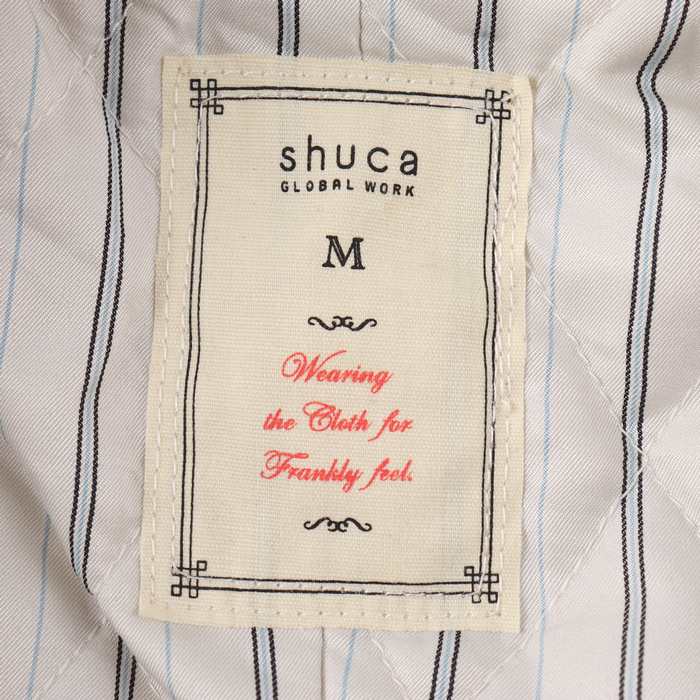 shuca
GLOBAL WORK
M
Wearing
the Cloth for
Frankly feel.